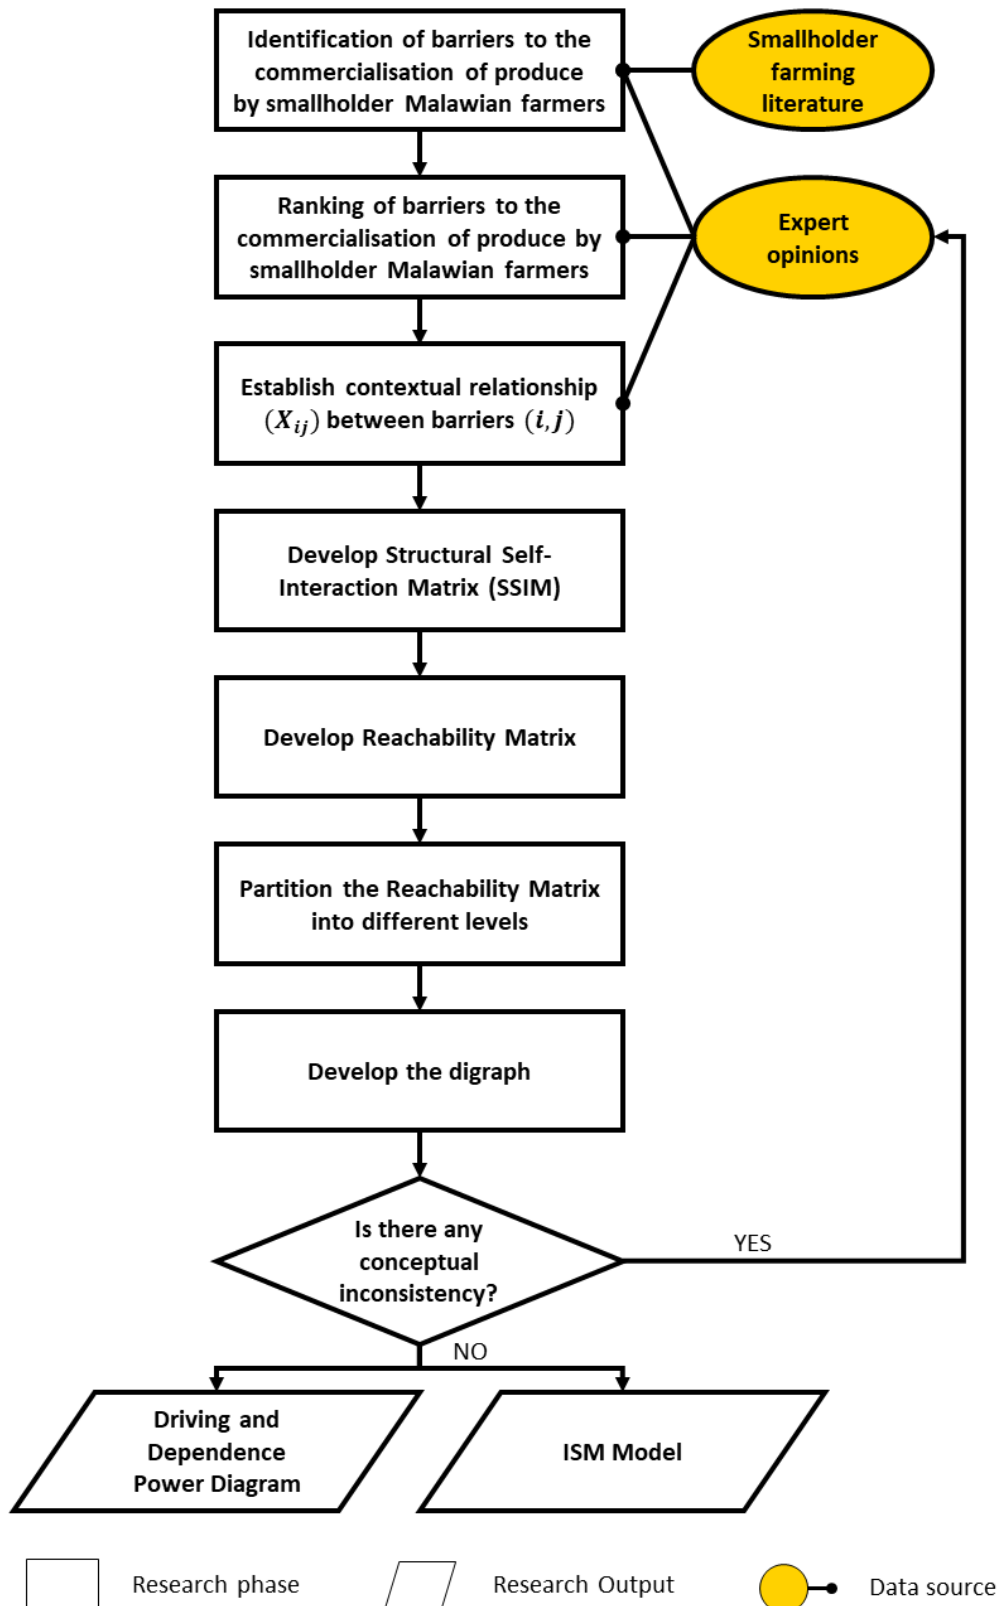 Identification of barriers to the
commercialisation of produce
by smallholder Malawian farmers
Smallholder
farming
literature
Ranking of barriers to the
commercialisation of produce by
smallholder Malawian farmers
Expert
opinions
Establish contextual relationship
(X_{ij}) between barriers (i,j)
Develop Structural Self-
Interaction Matrix (SSIM)
Develop Reachability Matrix
Partition the Reachability Matrix
into different levels
Develop the digraph
Is there any
conceptual
inconsistency?
YES
NO
Driving and
Dependence
Power Diagram
ISM Model
Research phase
Research Output
Data source